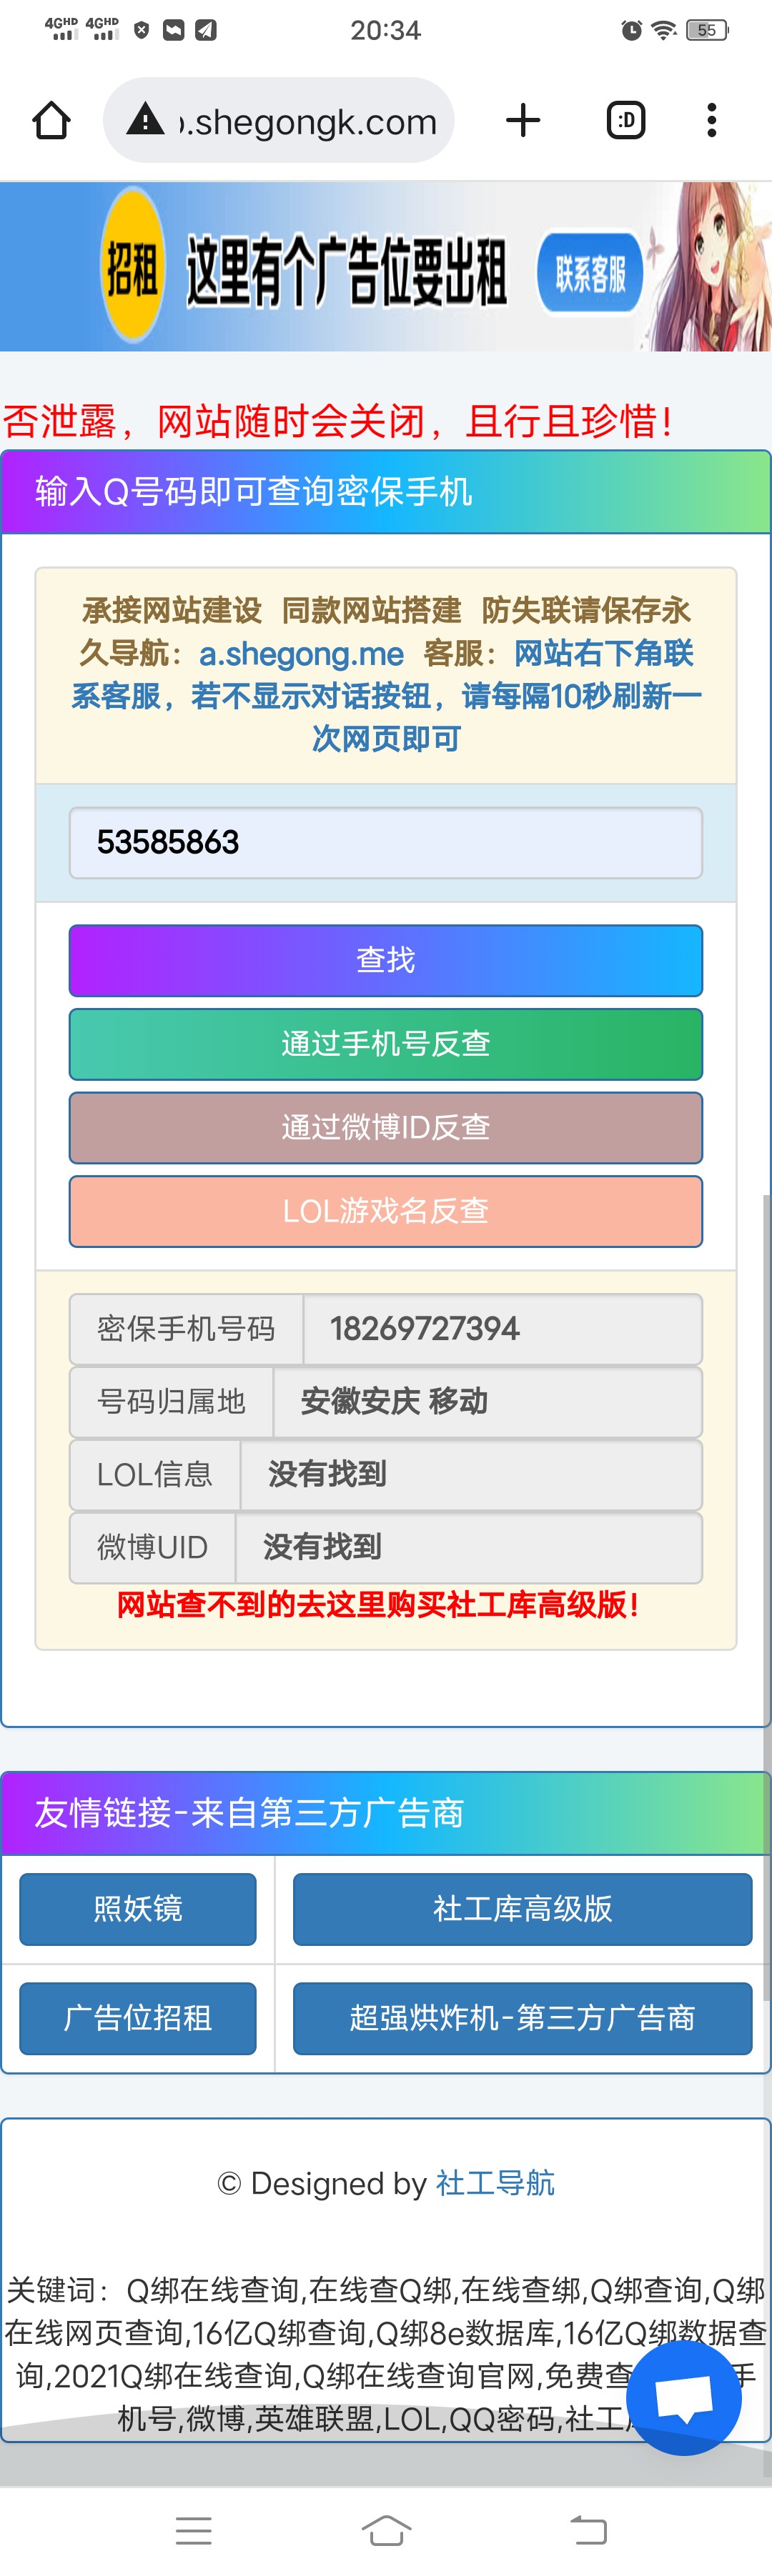 20:34
55
.shegongk.com
:D
招租 这里有个广告位要出租 联系客服
否泄露，网站随时会关闭，且行且珍惜！
输入Q号码即可查询密保手机
承接网站建设 同款网站搭建 防失联请保存永
久导航：a.shegong.me 客服：网站右下角联
系客服，若不显示对话按钮，请每隔10秒刷新一
次网页即可
53585863
查找
通过手机号反查
通过微博ID反查
LOL游戏名反查
密保手机号码 18269727394
号码归属地 安徽安庆 移动
LOL信息 没有找到
微博UID 没有找到
网站查不到的去这里购买社工库高级版！
友情链接-来自第三方广告商
照妖镜 社工库高级版
广告位招租 超强烘炸机-第三方广告商
© Designed by 社工导航
关键词：Q绑在线查询,在线查Q绑,在线查绑,Q绑查询,Q绑
在线网页查询,16亿Q绑查询,Q绑8e数据库,16亿Q绑数据查
询,2021Q绑在线查询,Q绑在线查询官网,免费查 手
机号,微博,英雄联盟,LOL,QQ密码,社工